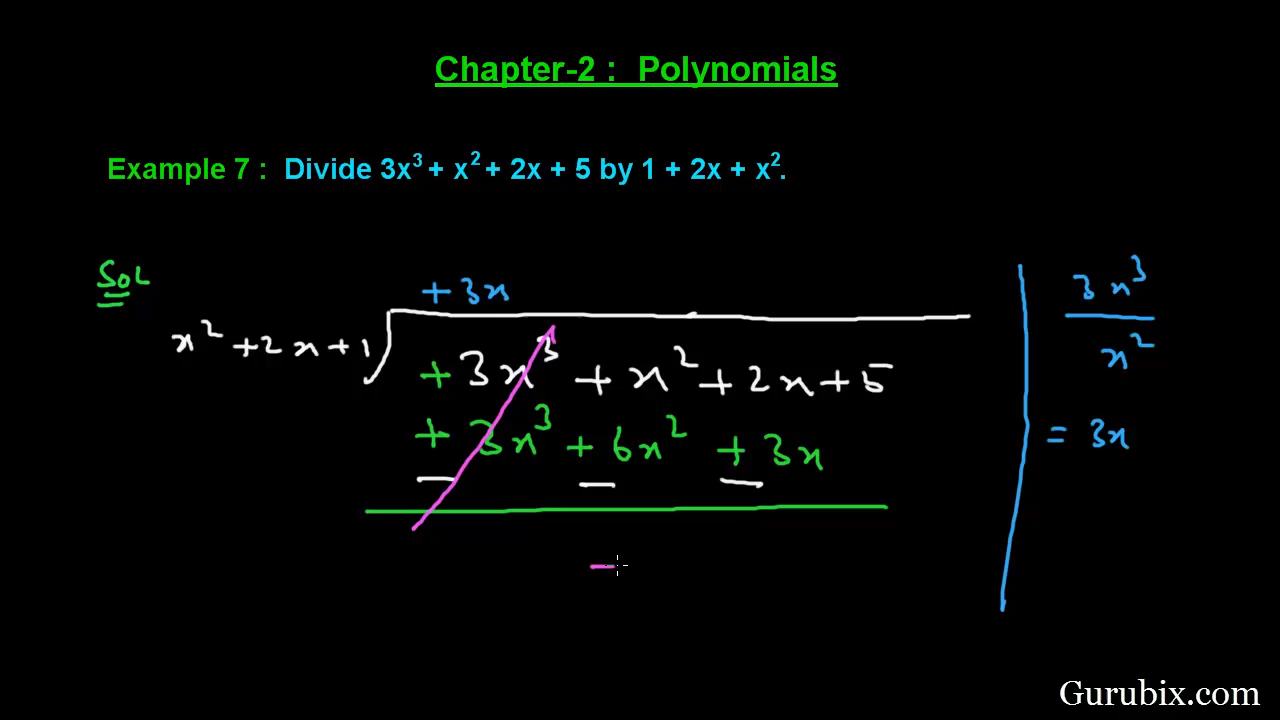 Chapter-2 : Polynomials
Example 7 : Divide 3x³ + x² + 2x + 5 by 1 + 2x + x².
Sol
+ 3x
x² + 2x + 1
+ 3x³ + x² + 2x + 5
+ 3x³ + 6x² + 3x
— — —
—
3x³
x²
= 3x
Gurubix.com